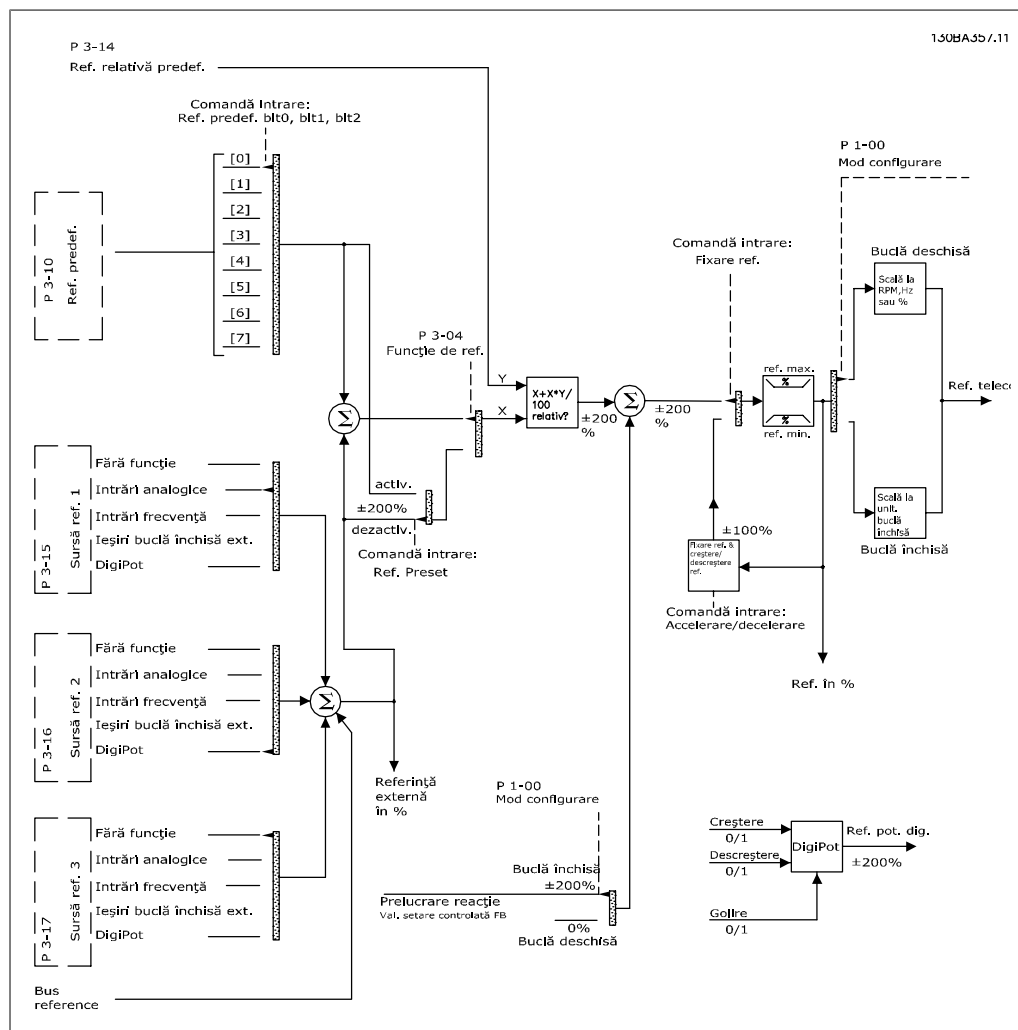 130BA357.11
P 3-14
Ref. relativă predef.
Comandă Intrare:
Ref. predef. bIt0, bIt1, bIt2
P 1-00
Mod configurare
[0]
[1]
[2]
[3]
[4]
[5]
[6]
[7]
P 3-10
Ref. predef.
Comandă intrare:
Fixare ref.
Buclă deschisă
Scală la
RPM,Hz
sau %
P 3-04
Funcţie de ref.
Y
X
X+X*Y/
100
relativ?
±200
%
Σ
±200
%
ref. max.
%
%
ref. min.
Ref. teleco
Σ
activ.
±200%
dezactiv.
Comandă intrare:
Ref. Preset
±100%
Fixare ref. &
creştere/
descreştere
ref.
Comandă intrare:
Accelerare/decelerare
Scală la
unit.
buclă
închisă
Buclă închisă
Ref. în %
P 3-15
Sursă ref. 1
Fără funcţie
Intrări analogice
Intrări frecvenţă
Ieşiri buclă închisă ext.
DigiPot
P 3-16
Sursă ref. 2
Fără funcţie
Intrări analogice
Intrări frecvenţă
Ieşiri buclă închisă ext.
DigiPot
Σ
Referinţă
externă
în %
P 3-17
Sursă ref. 3
Fără funcţie
Intrări analogice
Intrări frecvenţă
Ieşiri buclă închisă ext.
DigiPot
Bus
reference
P 1-00
Mod configurare
Buclă închisă
±200%
Prelucrare reacţie
Val. setare controlată FB
0%
Buclă deschisă
Creştere
0/1
Descreştere
0/1
DigiPot
Ref. pot. dig.
±200%
Golire
0/1